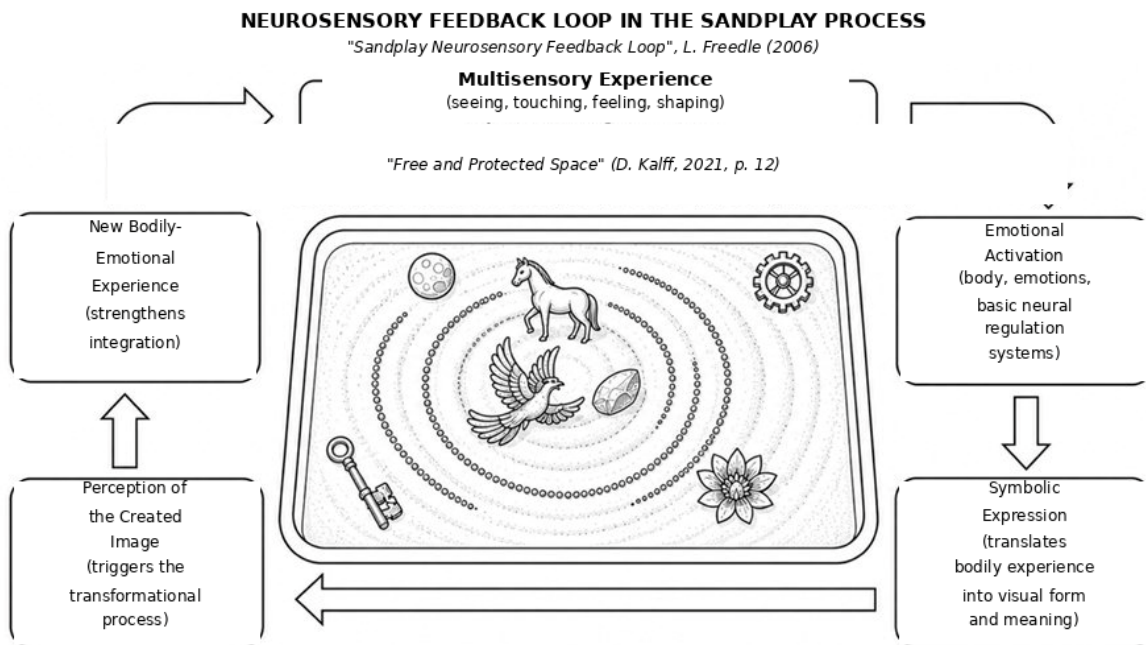 NEUROSENSORY FEEDBACK LOOP IN THE SANDPLAY PROCESS
"Sandplay Neurosensory Feedback Loop", L. Freedle (2006)
Multisensory Experience
(seeing, touching, feeling, shaping)
"Free and Protected Space" (D. Kalff, 2021, p. 12)
Emotional
Activation
(body, emotions,
basic neural
regulation
systems)
Symbolic
Expression
(translates
bodily experience
into visual form
and meaning)
Perception of
the Created
Image
(triggers the
transformational
process)
New Bodily-
Emotional
Experience
(strengthens
integration)